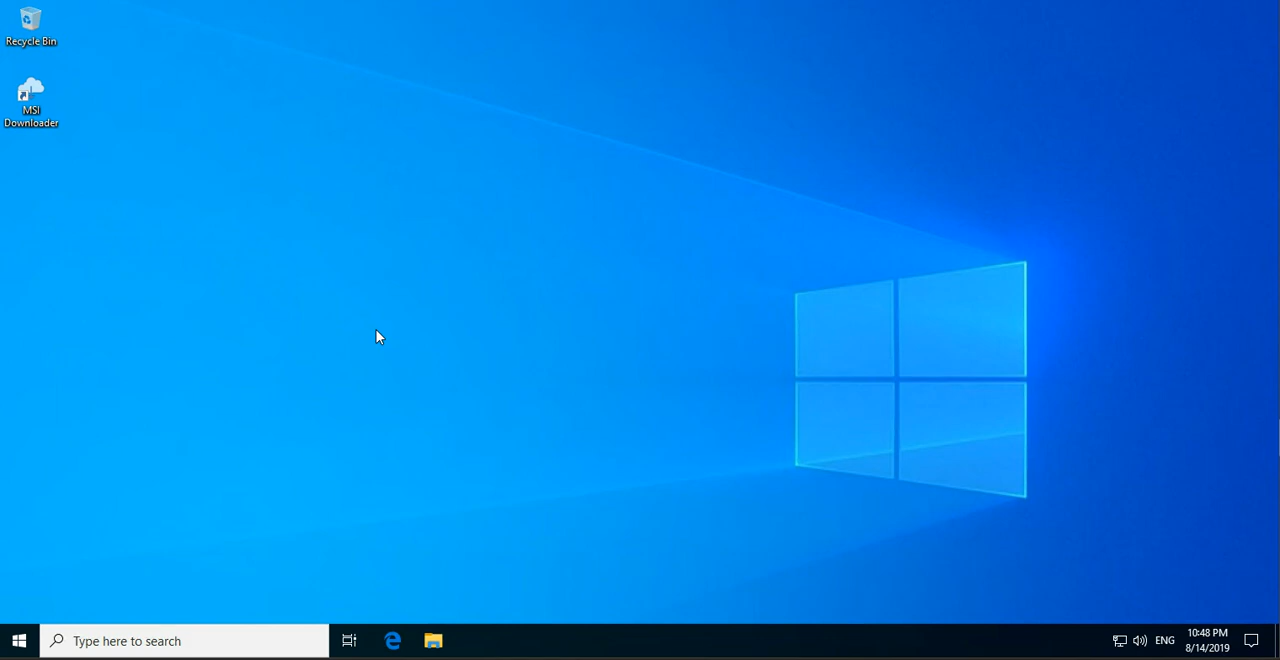 Recycle Bin
MSI
Downloader
Type here to search
ENG
10:48 PM
8/14/2019